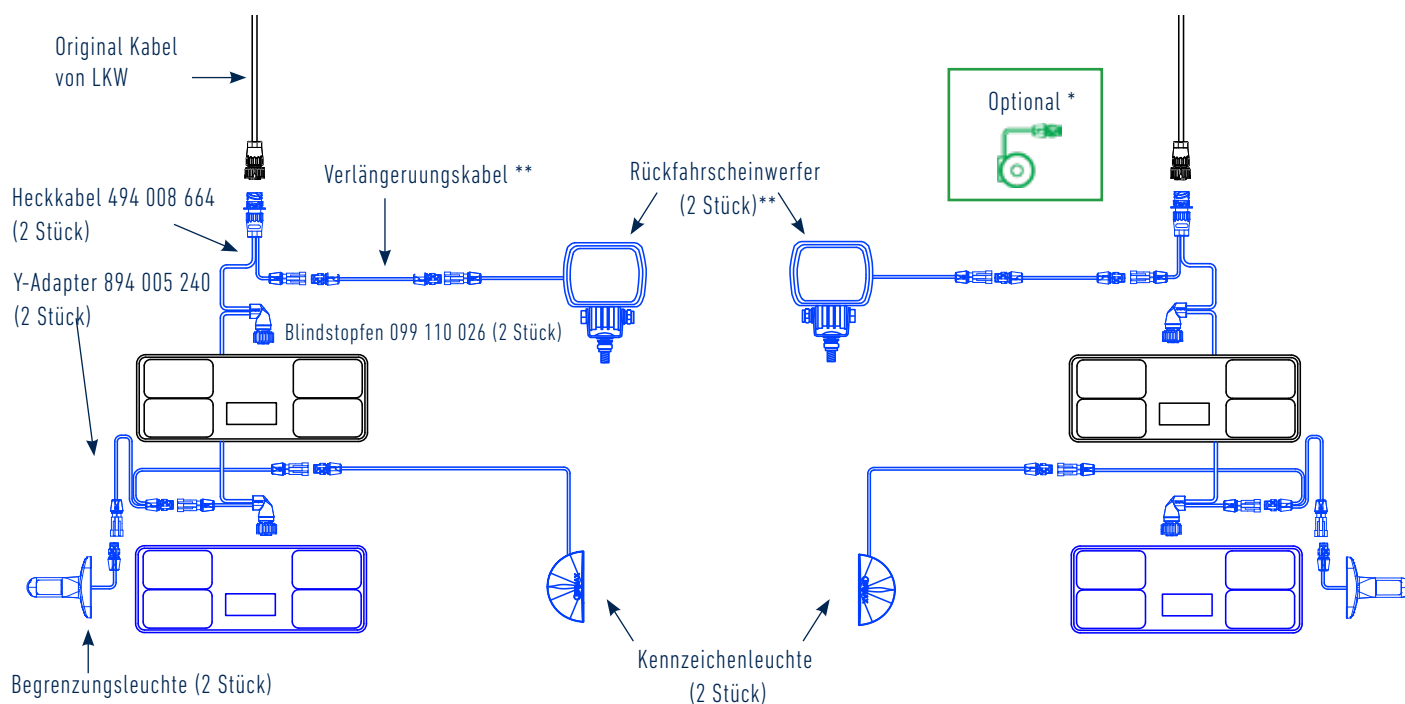 Original Kabel
von LKW
Optional *
Verlängeruungskabel **
Rückfahrscheinwerfer
(2 Stück)**
Heckkabel 494 008 664
(2 Stück)
Y-Adapter 894 005 240
(2 Stück)
Blindstopfen 099 110 026 (2 Stück)
Kennzeichenleuchte
(2 Stück)
Begrenzungsleuchte (2 Stück)